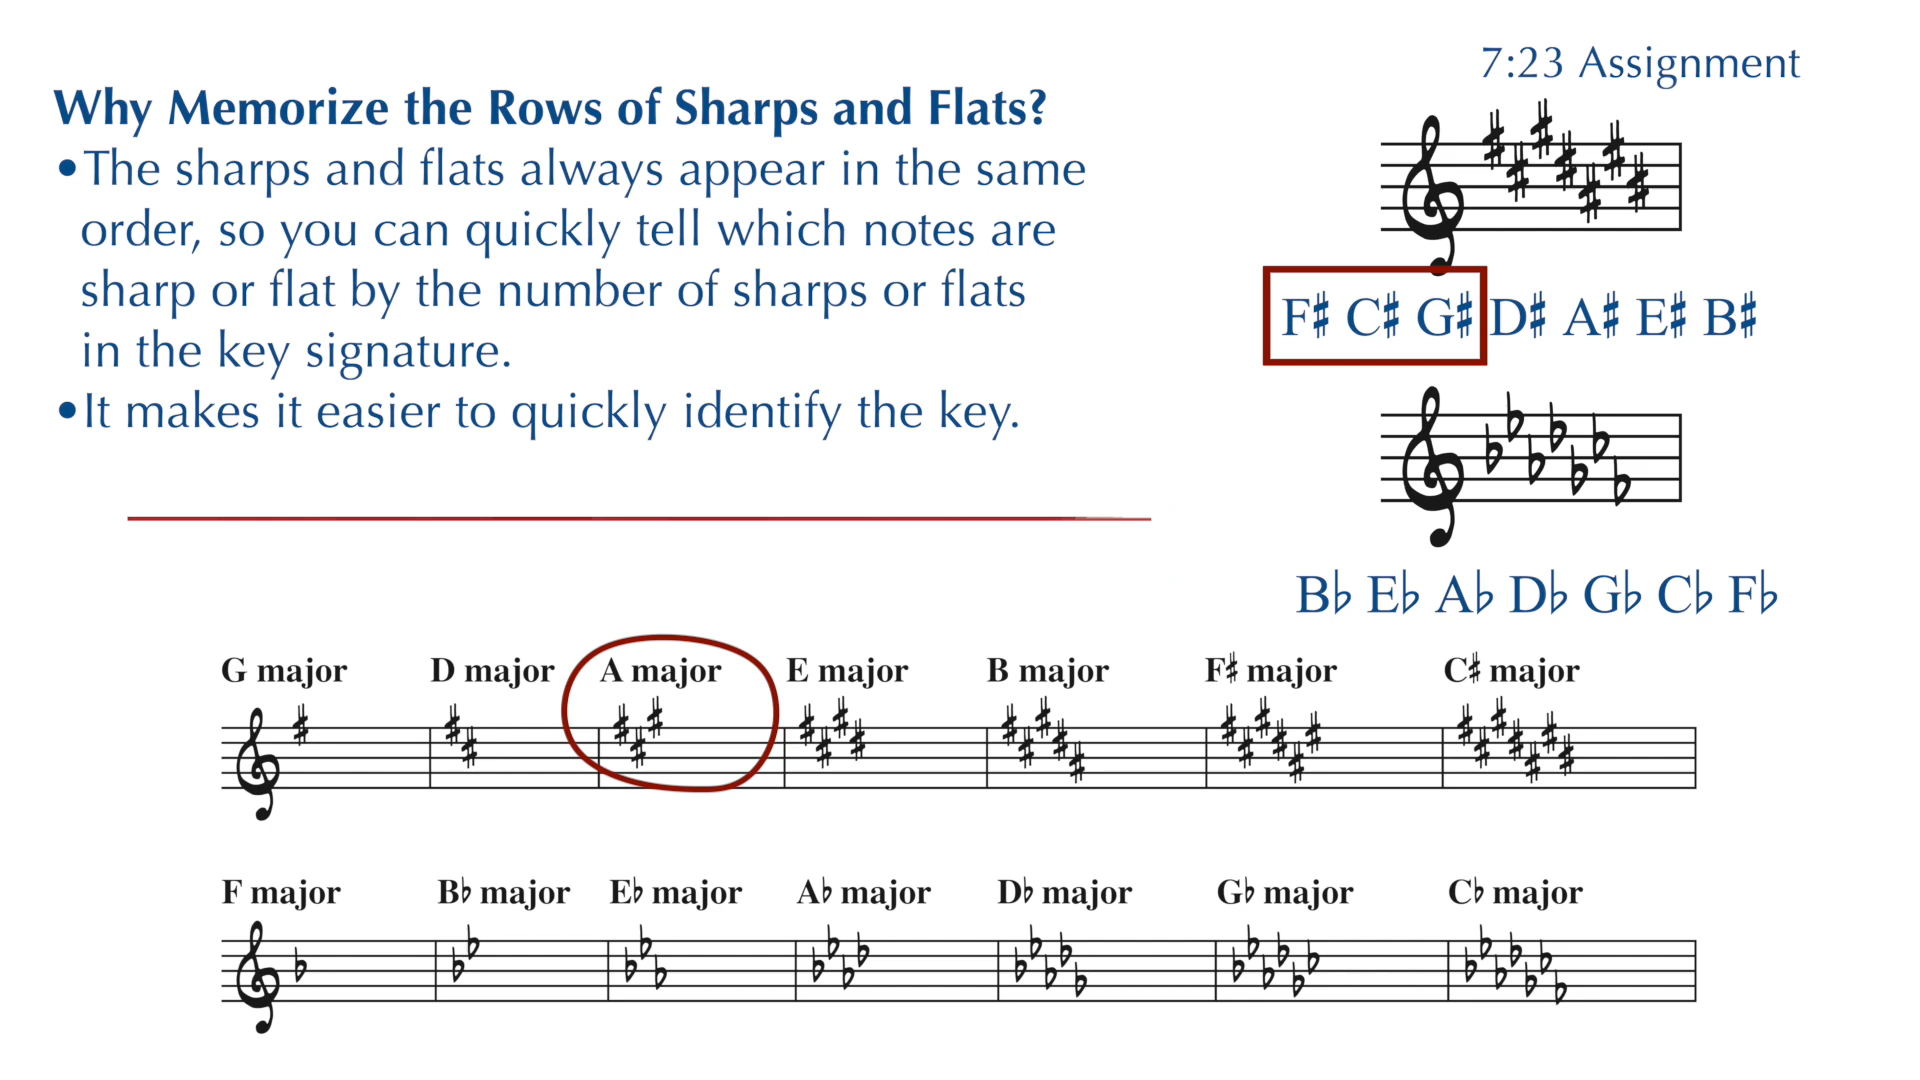 7:23 Assignment
Why Memorize the Rows of Sharps and Flats?
•The sharps and flats always appear in the same
order, so you can quickly tell which notes are
sharp or flat by the number of sharps or flats
in the key signature.
•It makes it easier to quickly identify the key.
F♯ C♯ G♯ D♯ A♯ E♯ B♯
B♭ E♭ A♭ D♭ G♭ C♭ F♭
G major D major A major E major B major F♯ major C♯ major
F major B♭ major E♭ major A♭ major D♭ major G♭ major C♭ major